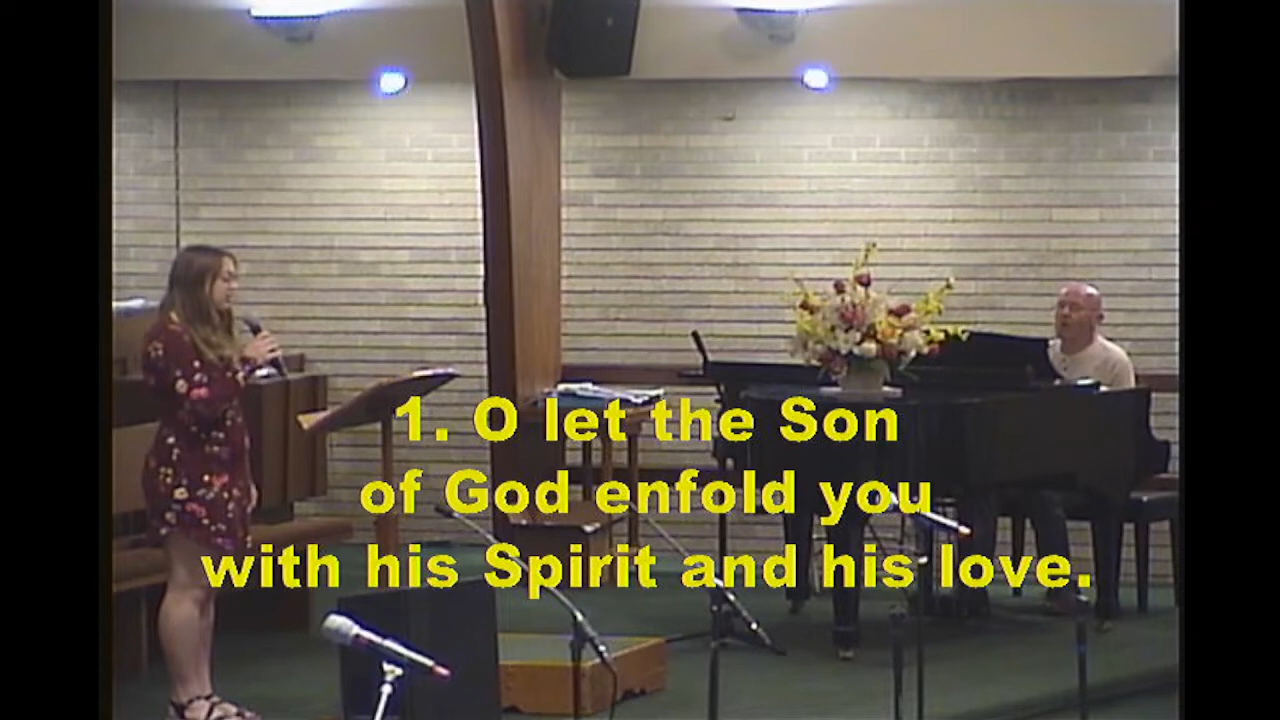 1. O let the Son
of God enfold you
with his Spirit and his love.